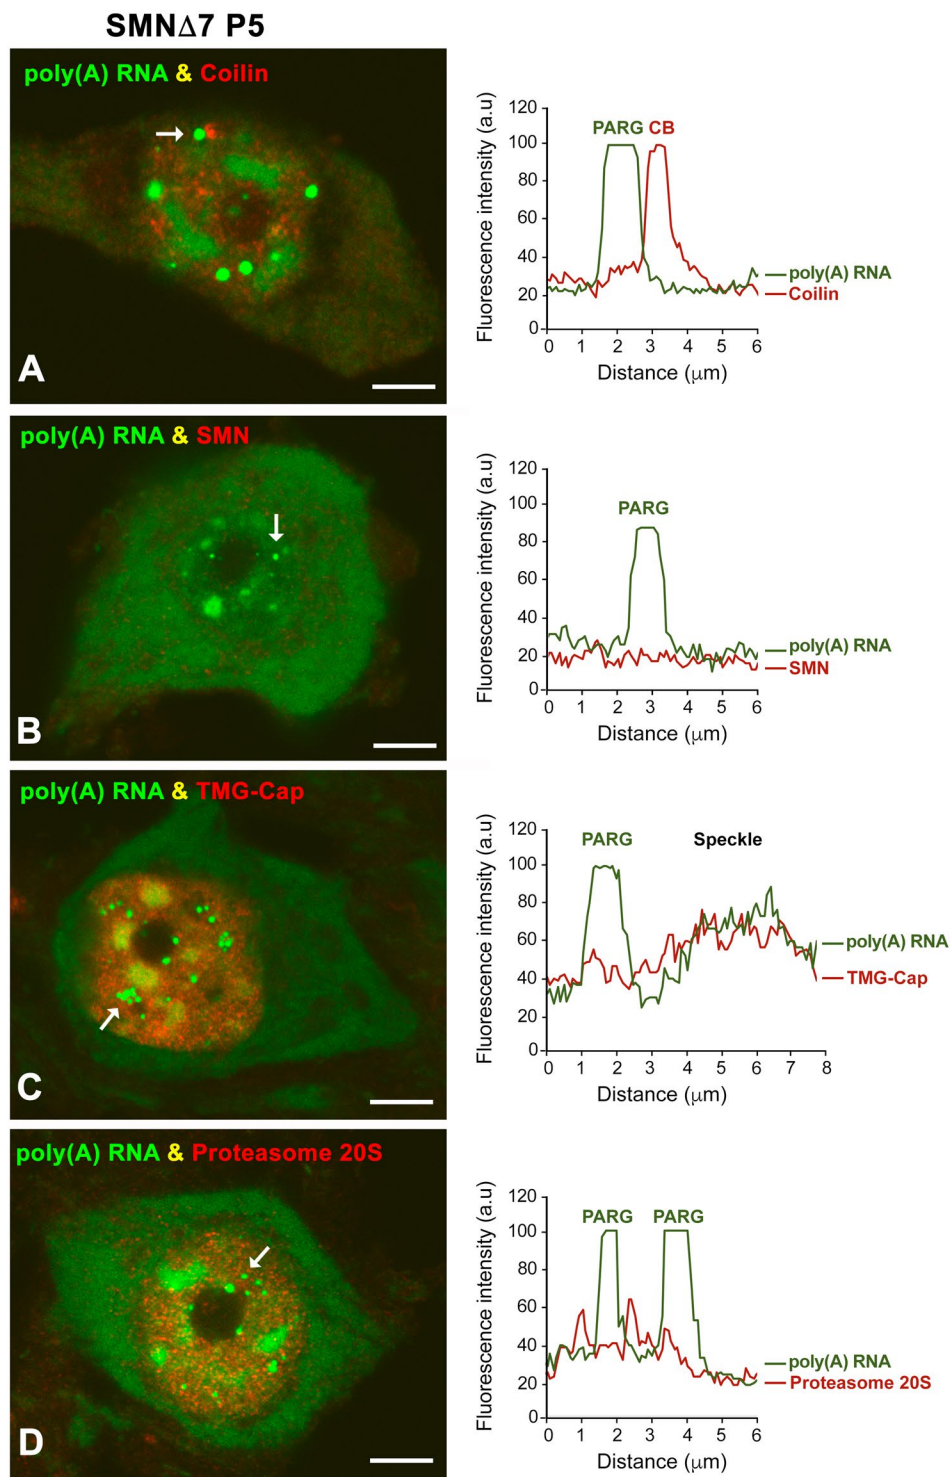 SMNΔ7 P5
poly(A) RNA & Coilin
A
Fluorescence intensity (a.u)
120
100
80
60
40
20
0
PARG CB
poly(A) RNA
Coilin
0 1 2 3 4 5 6
Distance (μm)
poly(A) RNA & SMN
B
Fluorescence intensity (a.u)
120
100
80
60
40
20
0
PARG
poly(A) RNA
SMN
0 1 2 3 4 5 6
Distance (μm)
poly(A) RNA & TMG-Cap
C
Fluorescence intensity (a.u)
120
100
80
60
40
20
0
PARG Speckle
poly(A) RNA
TMG-Cap
0 1 2 3 4 5 6 7 8
Distance (μm)
poly(A) RNA & Proteasome 20S
D
Fluorescence intensity (a.u)
120
100
80
60
40
20
0
PARG PARG
poly(A) RNA
Proteasome 20S
0 1 2 3 4 5 6
Distance (μm)